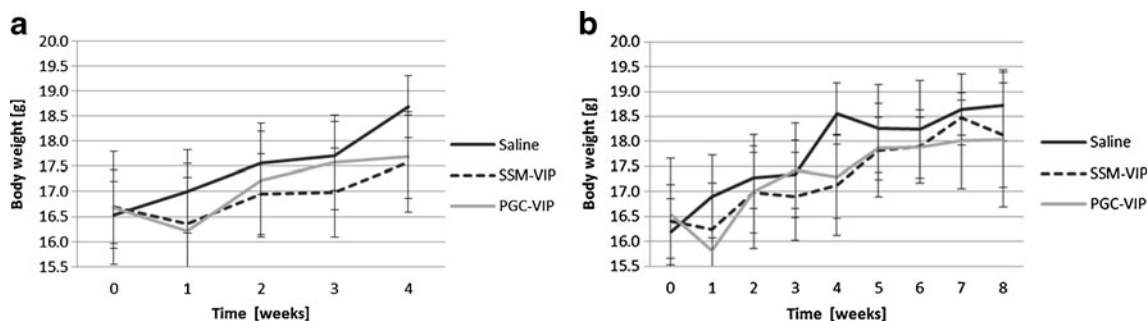 a
20.0
19.5
19.0
18.5
18.0
17.5
17.0
16.5
16.0
15.5
Body weight [g]
0 1 2 3 4
Time [weeks]
Saline
SSM-VIP
PGC-VIP
b
20.0
19.5
19.0
18.5
18.0
17.5
17.0
16.5
16.0
15.5
Body weight [g]
0 1 2 3 4 5 6 7 8
Time [weeks]
Saline
SSM-VIP
PGC-VIP